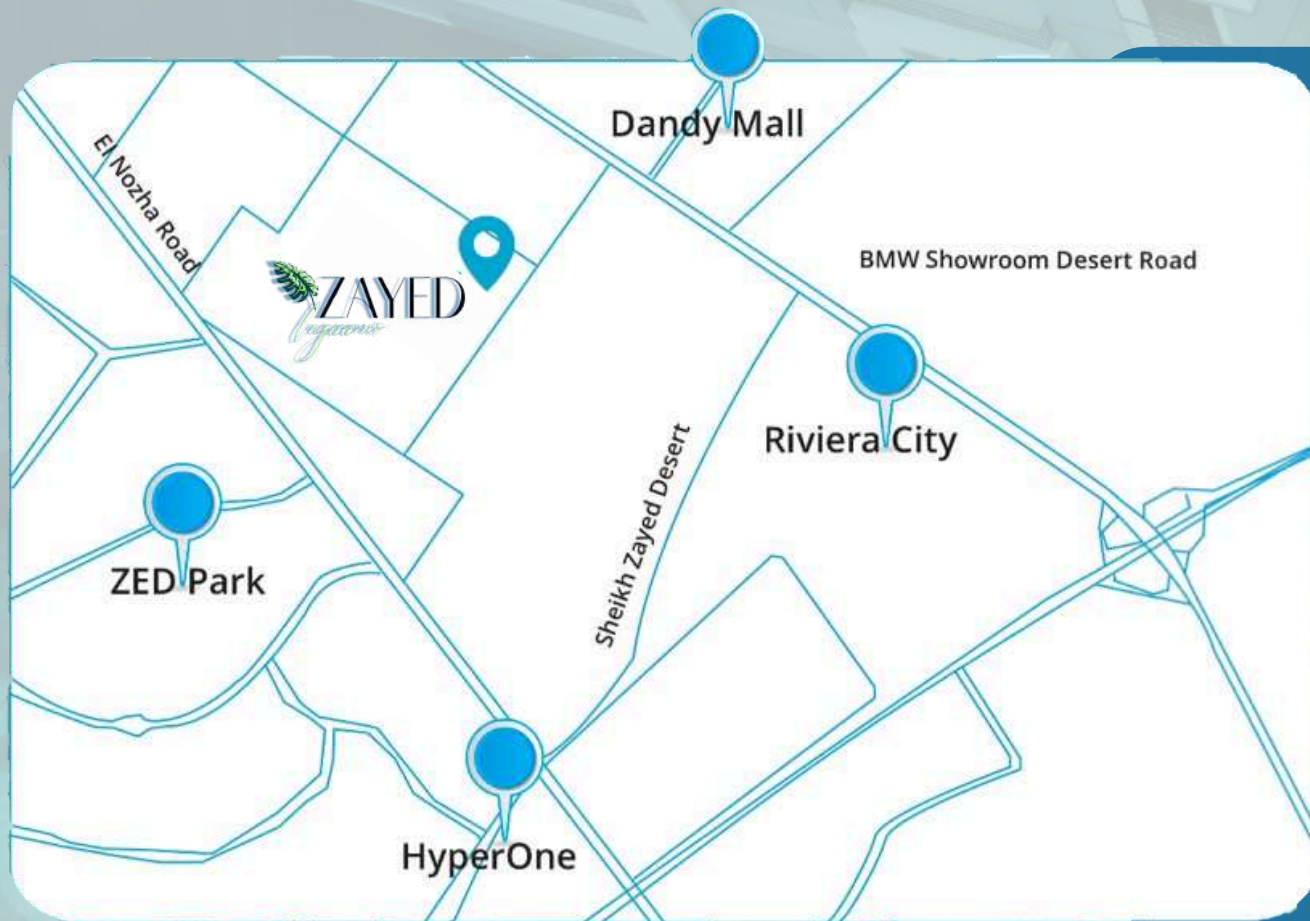 Dandy Mall
El Nozha Road
BMW Showroom Desert Road
ZAYED
Riviera City
Sheikh Zayed Desert
ZED Park
HyperOne